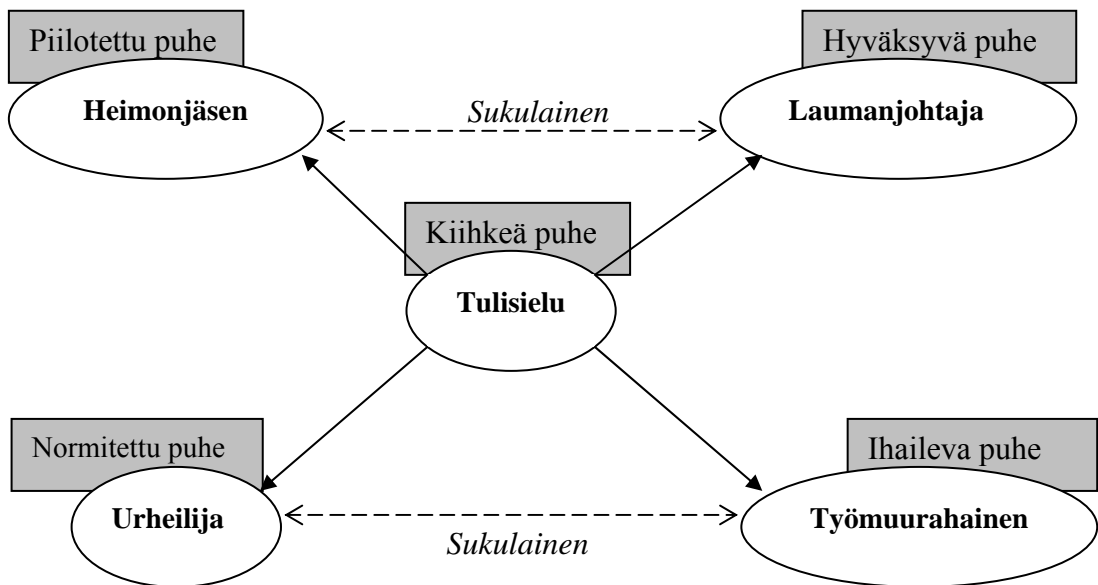 Piilotettu puhe
Hyväksyvä puhe
Heimonjäsen
Sukulainen
Laumanjohtaja
Kiihkeä puhe
Tulisielu
Normitettu puhe
Ihaileva puhe
Urheilija
Sukulainen
Työmuurahainen